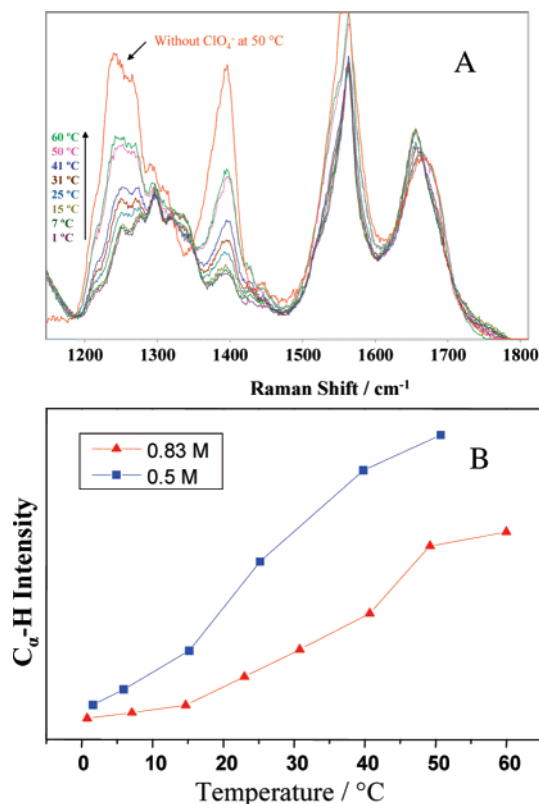 Without ClO₄⁻ at 50 °C
A
60 °C
50 °C
41 °C
31 °C
25 °C
15 °C
7 °C
1 °C
1200 1300 1400 1500 1600 1700 1800
Raman Shift / cm⁻¹
B
0.83 M
0.5 M
Cα-H Intensity
0 10 20 30 40 50 60
Temperature / °C